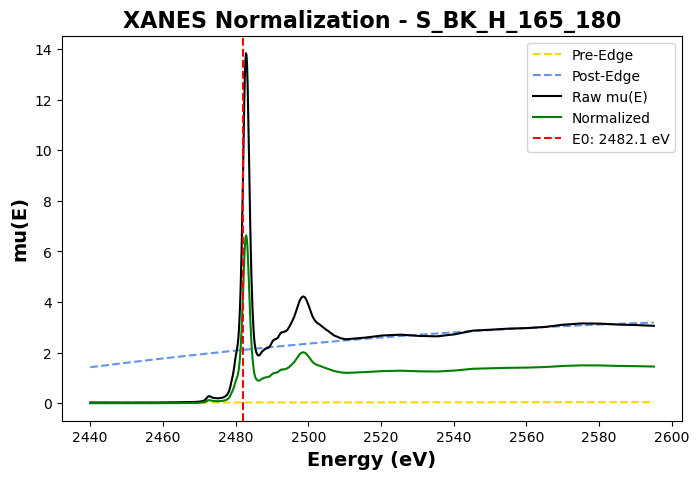 XANES Normalization - S_BK_H_165_180
Pre-Edge
Post-Edge
Raw mu(E)
Normalized
E0: 2482.1 eV
mu(E)
14
12
10
8
6
4
2
0
2440 2460 2480 2500 2520 2540 2560 2580 2600
Energy (eV)